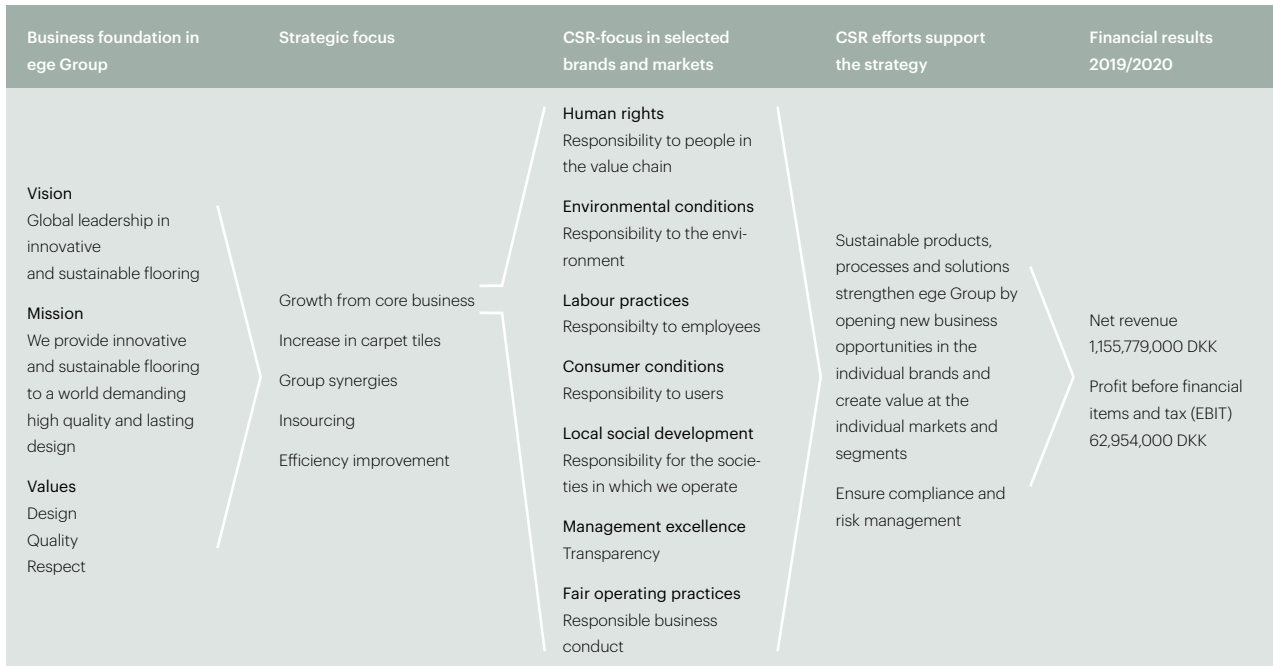 Business foundation in
ege Group
Strategic focus
CSR-focus in selected
brands and markets
CSR efforts support
the strategy
Financial results
2019/2020
Vision
Global leadership in
innovative
and sustainable flooring
Mission
We provide innovative
and sustainable flooring
to a world demanding
high quality and lasting
design
Values
Design
Quality
Respect
Growth from core business
Increase in carpet tiles
Group synergies
Insourcing
Efficiency improvement
Human rights
Responsibility to people in
the value chain
Environmental conditions
Responsibility to the envi-
ronment
Labour practices
Responsibilty to employees
Consumer conditions
Responsibility to users
Local social development
Responsibility for the socie-
ties in which we operate
Management excellence
Transparency
Fair operating practices
Responsible business
conduct
Sustainable products,
processes and solutions
strengthen ege Group by
opening new business
opportunities in the
individual brands and
create value at the
individual markets and
segments
Ensure compliance and
risk management
Net revenue
1,155,779,000 DKK
Profit before financial
items and tax (EBIT)
62,954,000 DKK